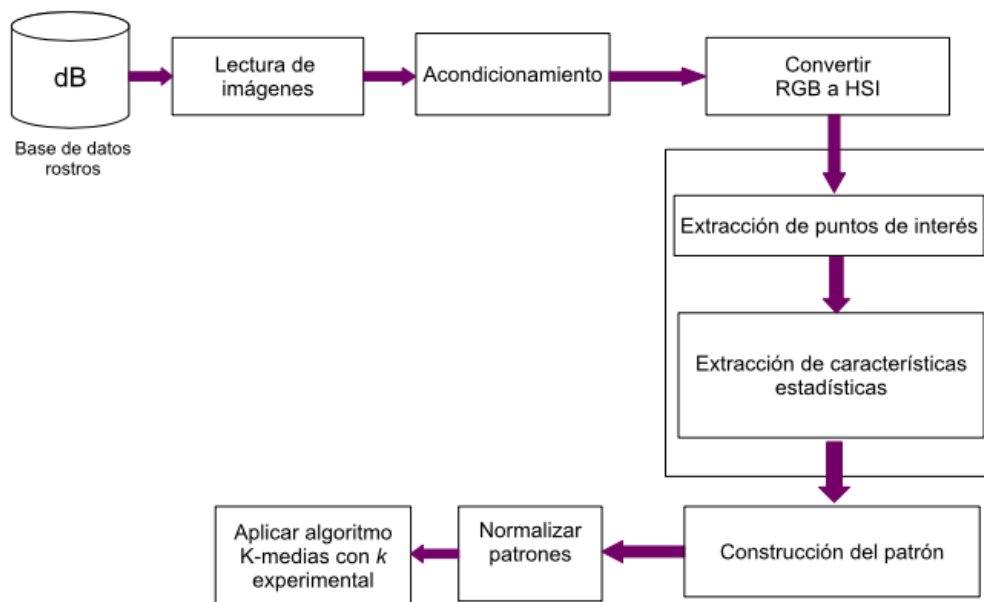 dB
Base de datos
rostros
Lectura de
imágenes
Acondicionamiento
Convertir
RGB a HSI
Extracción de puntos de interés
Extracción de características
estadísticas
Construcción del patrón
Normalizar
patrones
Aplicar algoritmo
K-medias con k
experimental